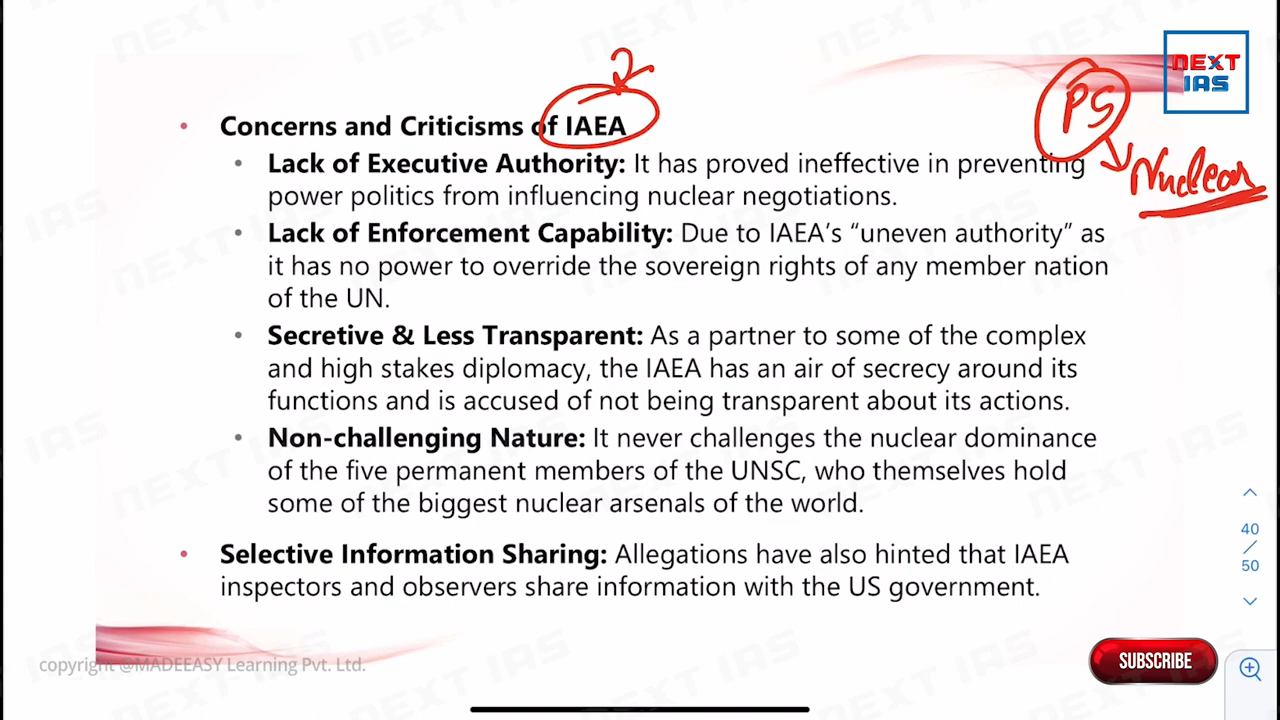 NEXT
IAS
2
P5
Nuclear
• Concerns and Criticisms of IAEA
• Lack of Executive Authority: It has proved ineffective in preventing
power politics from influencing nuclear negotiations.
• Lack of Enforcement Capability: Due to IAEA’s “uneven authority” as
it has no power to override the sovereign rights of any member nation
of the UN.
• Secretive & Less Transparent: As a partner to some of the complex
and high stakes diplomacy, the IAEA has an air of secrecy around its
functions and is accused of not being transparent about its actions.
• Non-challenging Nature: It never challenges the nuclear dominance
of the five permanent members of the UNSC, who themselves hold
some of the biggest nuclear arsenals of the world.
• Selective Information Sharing: Allegations have also hinted that IAEA
inspectors and observers share information with the US government.
40
/
50
copyright @MADEEASY Learning Pvt. Ltd.
SUBSCRIBE